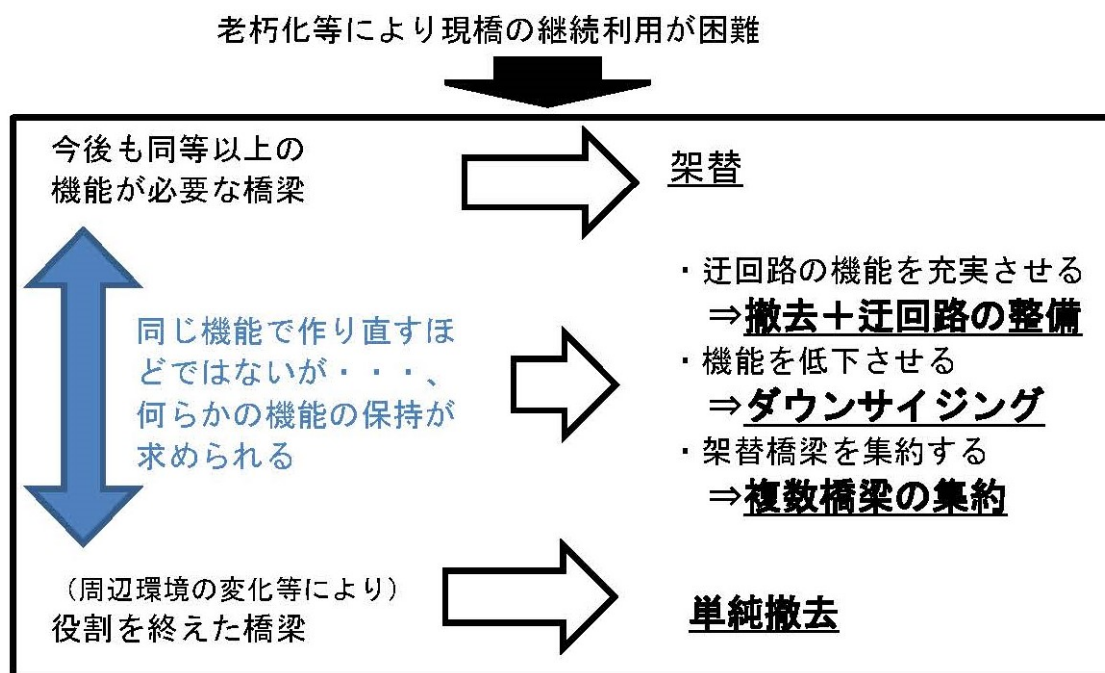 老朽化等により現橋の継続利用が困難
今後も同等以上の
機能が必要な橋梁
架替
同じ機能で作り直すほ
どではないが・・・、
何らかの機能の保持が
求められる
・迂回路の機能を充実させる
⇒撤去＋迂回路の整備
・機能を低下させる
⇒ダウンサイジング
・架替橋梁を集約する
⇒複数橋梁の集約
（周辺環境の変化等により）
役割を終えた橋梁
単純撤去